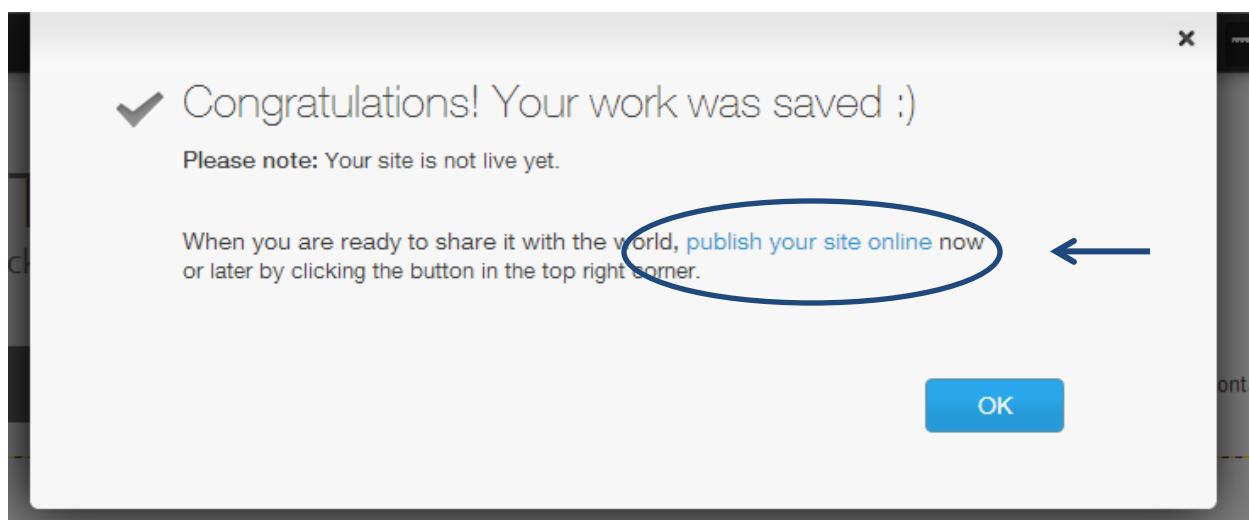 Congratulations! Your work was saved :)
Please note: Your site is not live yet.
When you are ready to share it with the world, publish your site online now
or later by clicking the button in the top right corner.
OK